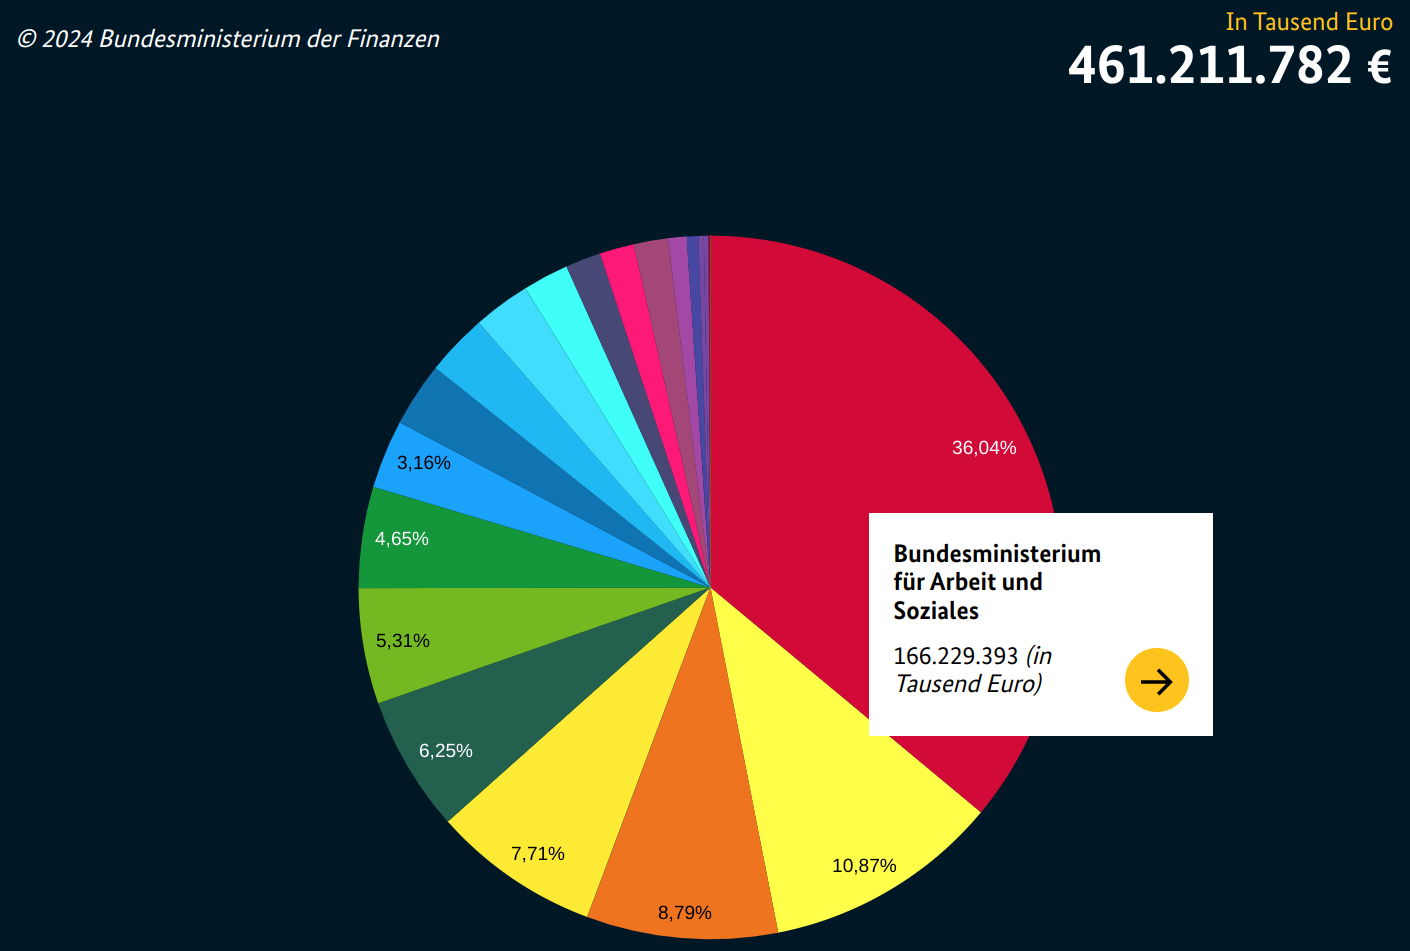 © 2024 Bundesministerium der Finanzen
In Tausend Euro
461.211.782 €
36,04%
3,16%
4,65%
Bundesministerium
für Arbeit und
Soziales
5,31%
166.229.393 (in
Tausend Euro)
6,25%
7,71%
10,87%
8,79%